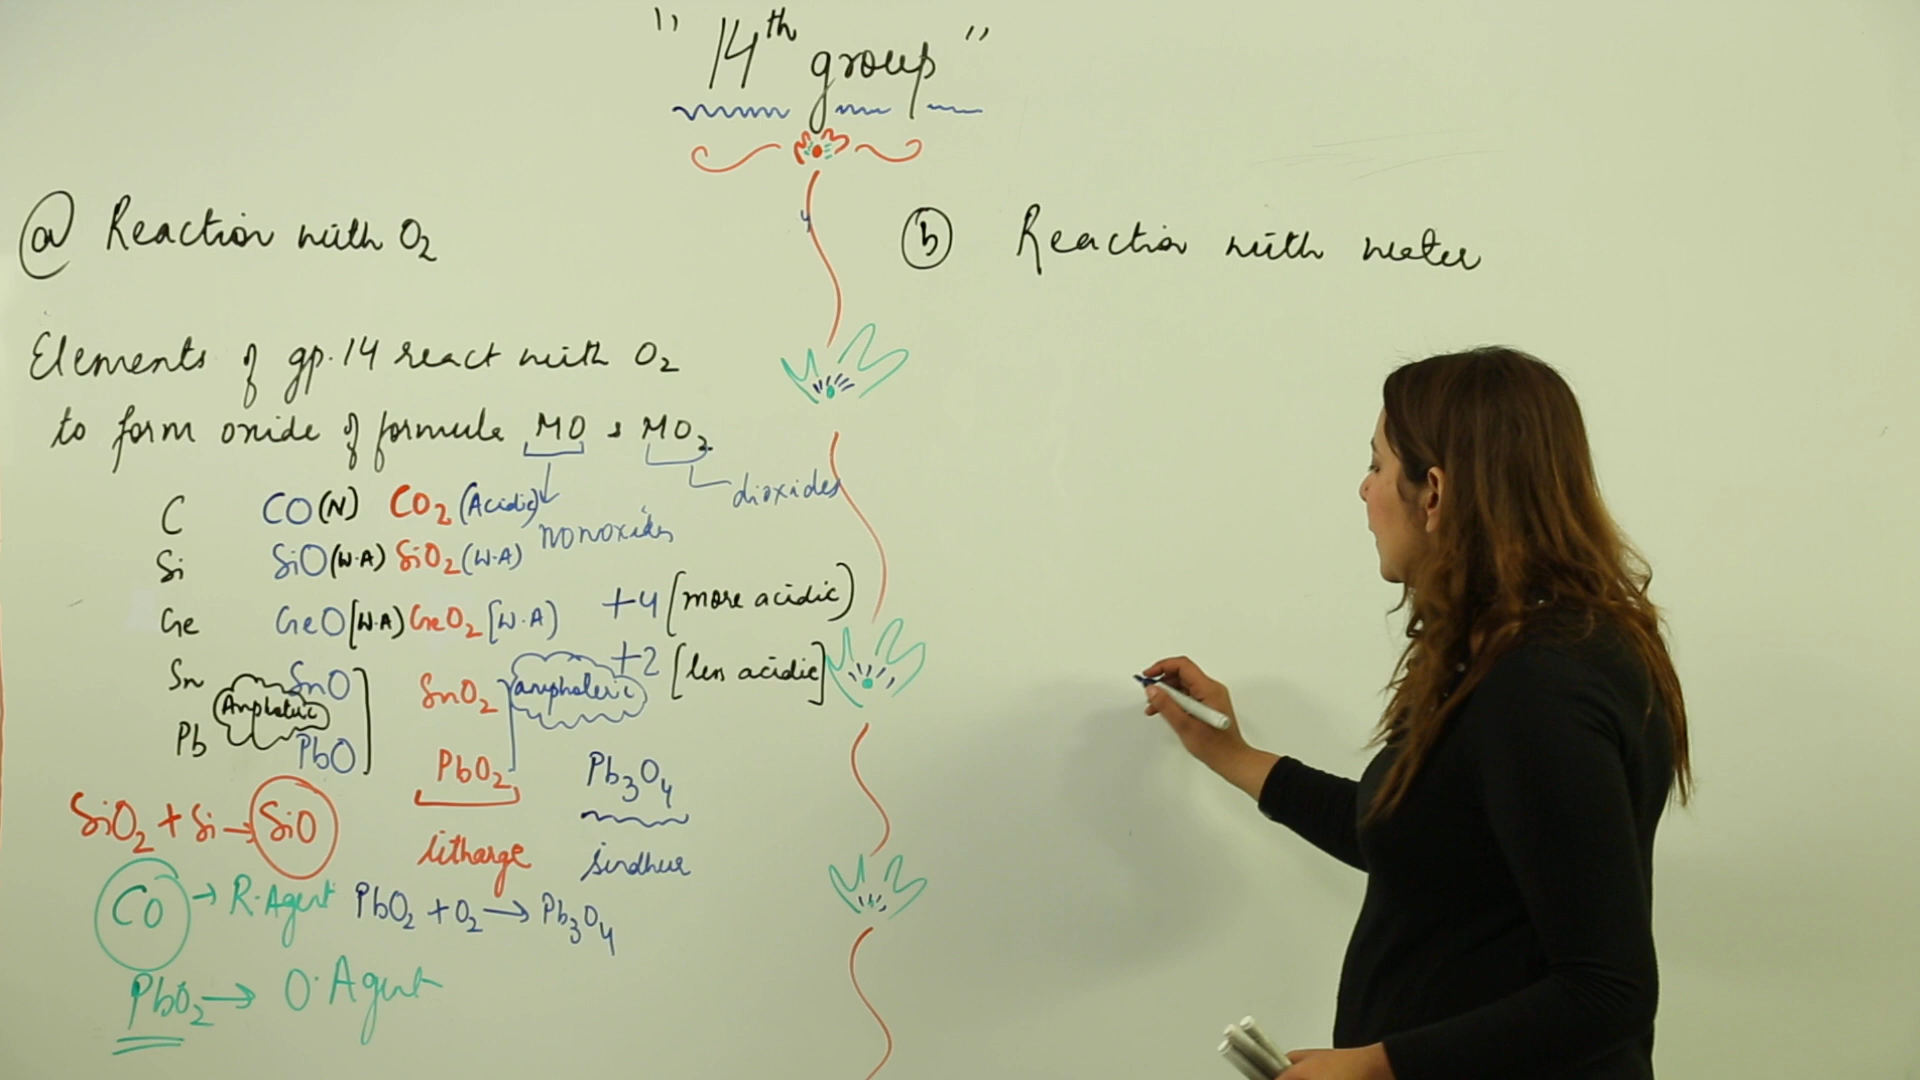 " 14th group "
ⓐ Reaction with O2
Elements of gp. 14 react with O2
to form oxide of formula MO & MO2
monoxides
dioxides
C CO(N) CO2 (Acidic)
Si SiO(W.A) SiO2 (W.A)
Ge GeO[W.A) GeO2 [W.A)
+4 (more acidic)
+2 [less acidic]
Sn SnO SnO2
Amphoteric
amphoteric
Pb PbO PbO2 Pb3O4
litharge
sindhur
SiO2 + Si → SiO
CO → R.Agent
PbO2 + O2 → Pb3O4
PbO2 → O.Agent
ⓑ Reaction with water